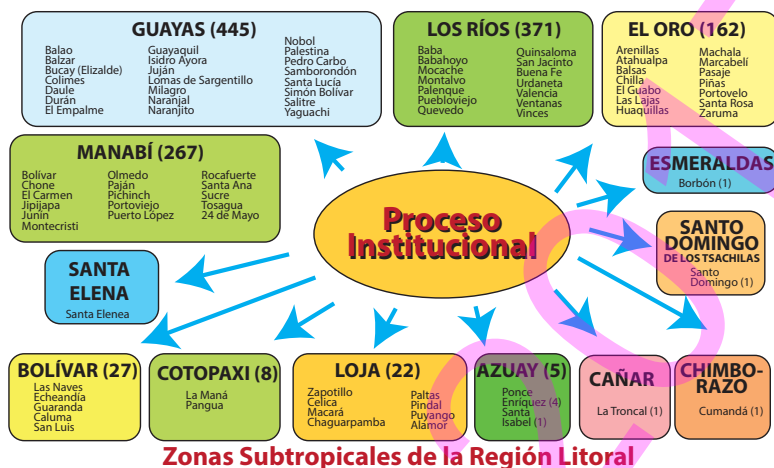 GUAYAS (445)
Balao
Balzar
Bucay (Elizalde)
Colimes
Daule
Durán
El Empalme
Guayaquil
Isidro Ayora
Juján
Lomas de Sargentillo
Milagro
Naranjal
Naranjito
Nobol
Palestina
Pedro Carbo
Samborondón
Santa Lucía
Simón Bolívar
Salitre
Yaguachi
LOS RÍOS (371)
Baba
Babahoyo
Mocache
Montalvo
Palenque
Puebloviejo
Quevedo
Quinsaloma
San Jacinto
Buena Fe
Urdaneta
Valencia
Ventanas
Vinces
EL ORO (162)
Arenillas
Atahualpa
Balsas
Chilla
El Guabo
Las Lajas
Huaquillas
Machala
Marcabelí
Pasaje
Piñas
Portovelo
Santa Rosa
Zaruma
MANABÍ (267)
Bolívar
Chone
El Carmen
Jipijapa
Junín
Montecristi
Olmedo
Paján
Pichinch
Portoviejo
Puerto López
Rocafuerte
Santa Ana
Sucre
Tosagua
24 de Mayo
Proceso
Institucional
ESMERALDAS
Borbón (1)
SANTO
DOMINGO
DE LOS TSACHILAS
Santo
Domingo (1)
SANTA
ELENA
Santa Elenea
BOLÍVAR (27)
Las Naves
Echeandía
Guaranda
Caluma
San Luis
COTOPAXI (8)
La Maná
Pangua
LOJA (22)
Zapotillo
Celica
Macará
Chaguarpamba
Paltas
Pindal
Puyango
Alamor
AZUAY (5)
Ponce
Enríquez (4)
Santa
Isabel (1)
CAÑAR
La Troncal (1)
CHIMBO-
RAZO
Cumandá (1)
Zonas Subtropicales de la Región Litoral